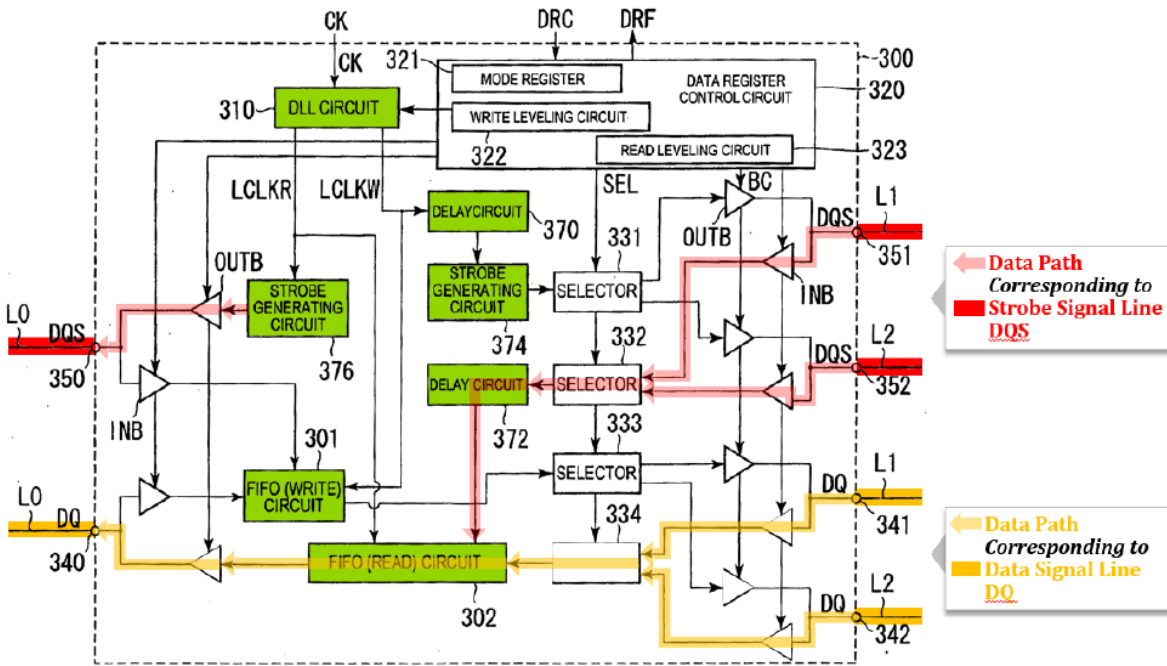 CK
DRC
DRF
300
CK
321
MODE REGISTER
DATA REGISTER
CONTROL CIRCUIT
320
310
DLL CIRCUIT
WRITE LEVELING CIRCUIT
322
READ LEVELING CIRCUIT
323
LCLKR
LCLKW
SEL
BC
L1
DELAYCIRCUIT
370
OUTB
DQS
351
331
OUTB
STROBE
GENERATING
CIRCUIT
STROBE
GENERATING
CIRCUIT
SELECTOR
INB
L0
DQS
350
376
374
332
DQS
L2
352
DELAY CIRCUIT
SELECTOR
INB
372
333
301
FIFO (WRITE)
CIRCUIT
SELECTOR
L0
DQ
340
334
DQ
L1
341
FIFO (READ) CIRCUIT
302
DQ
L2
342
Data Path
Corresponding to
Strobe Signal Line
DQS
Data Path
Corresponding to
Data Signal Line
DQ